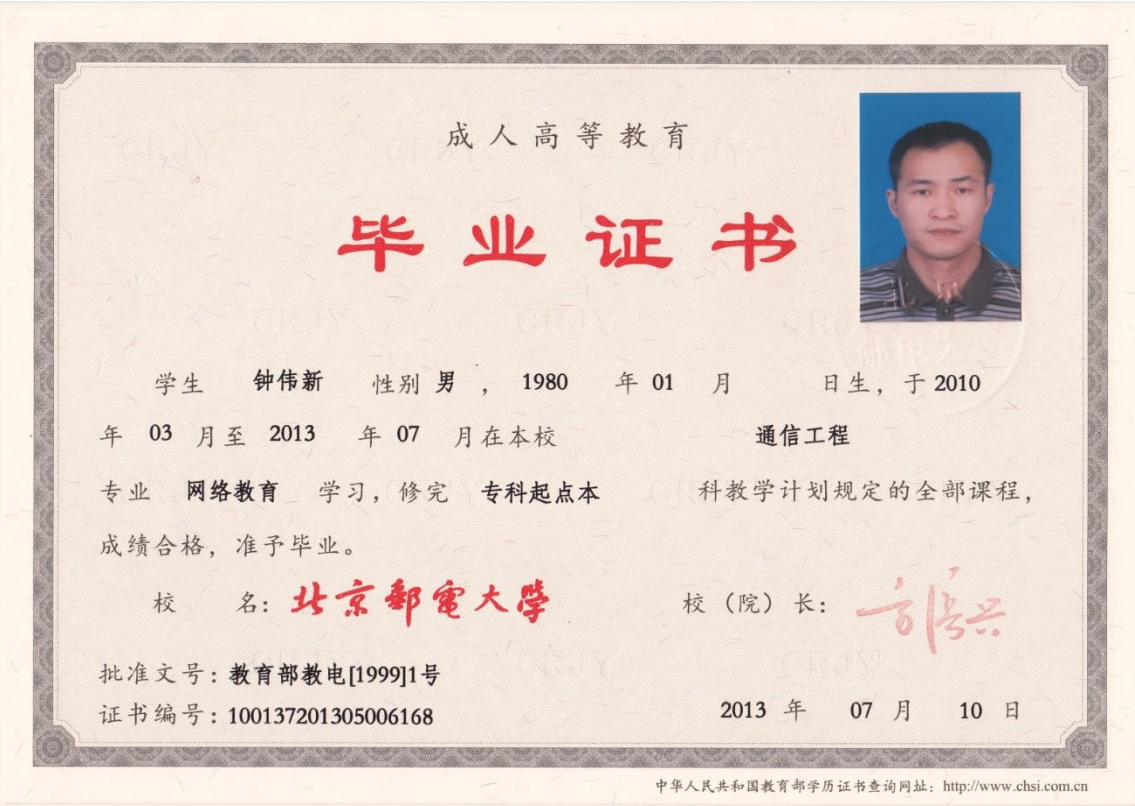 成人高等教育
毕业证书
学生 钟伟新 性别 男 ，1980 年 01 月 日生，于 2010
年 03 月至 2013 年 07 月在本校 通信工程
专业 网络教育 学习，修完 专科起点本 科教学计划规定的全部课程，
成绩合格，准予毕业。
校 名：北京郵電大學 校（院）长：
批准文号：教育部教电[1999]1号
证书编号：100137201305006168 2013 年 07 月 10 日
中华人民共和国教育部学历证书查询网址：http://www.chsi.com.cn